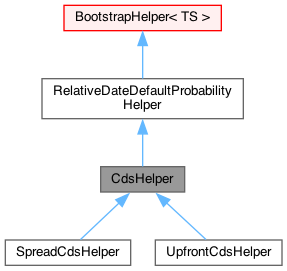 BootstrapHelper< TS >
RelativeDateDefaultProbability
Helper
CdsHelper
SpreadCdsHelper
UpfrontCdsHelper